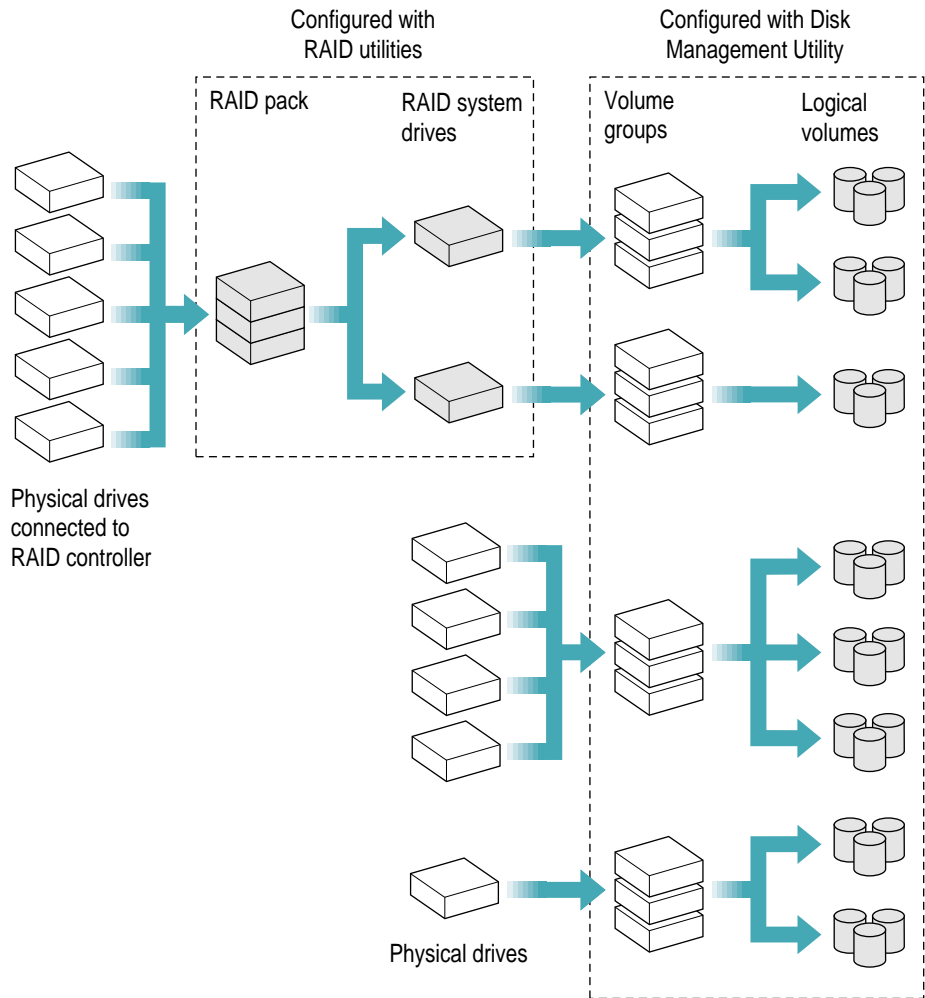 Configured with
RAID utilities
Configured with Disk
Management Utility
RAID pack
RAID system
drives
Volume
groups
Logical
volumes
Physical drives
connected to
RAID controller
Physical drives